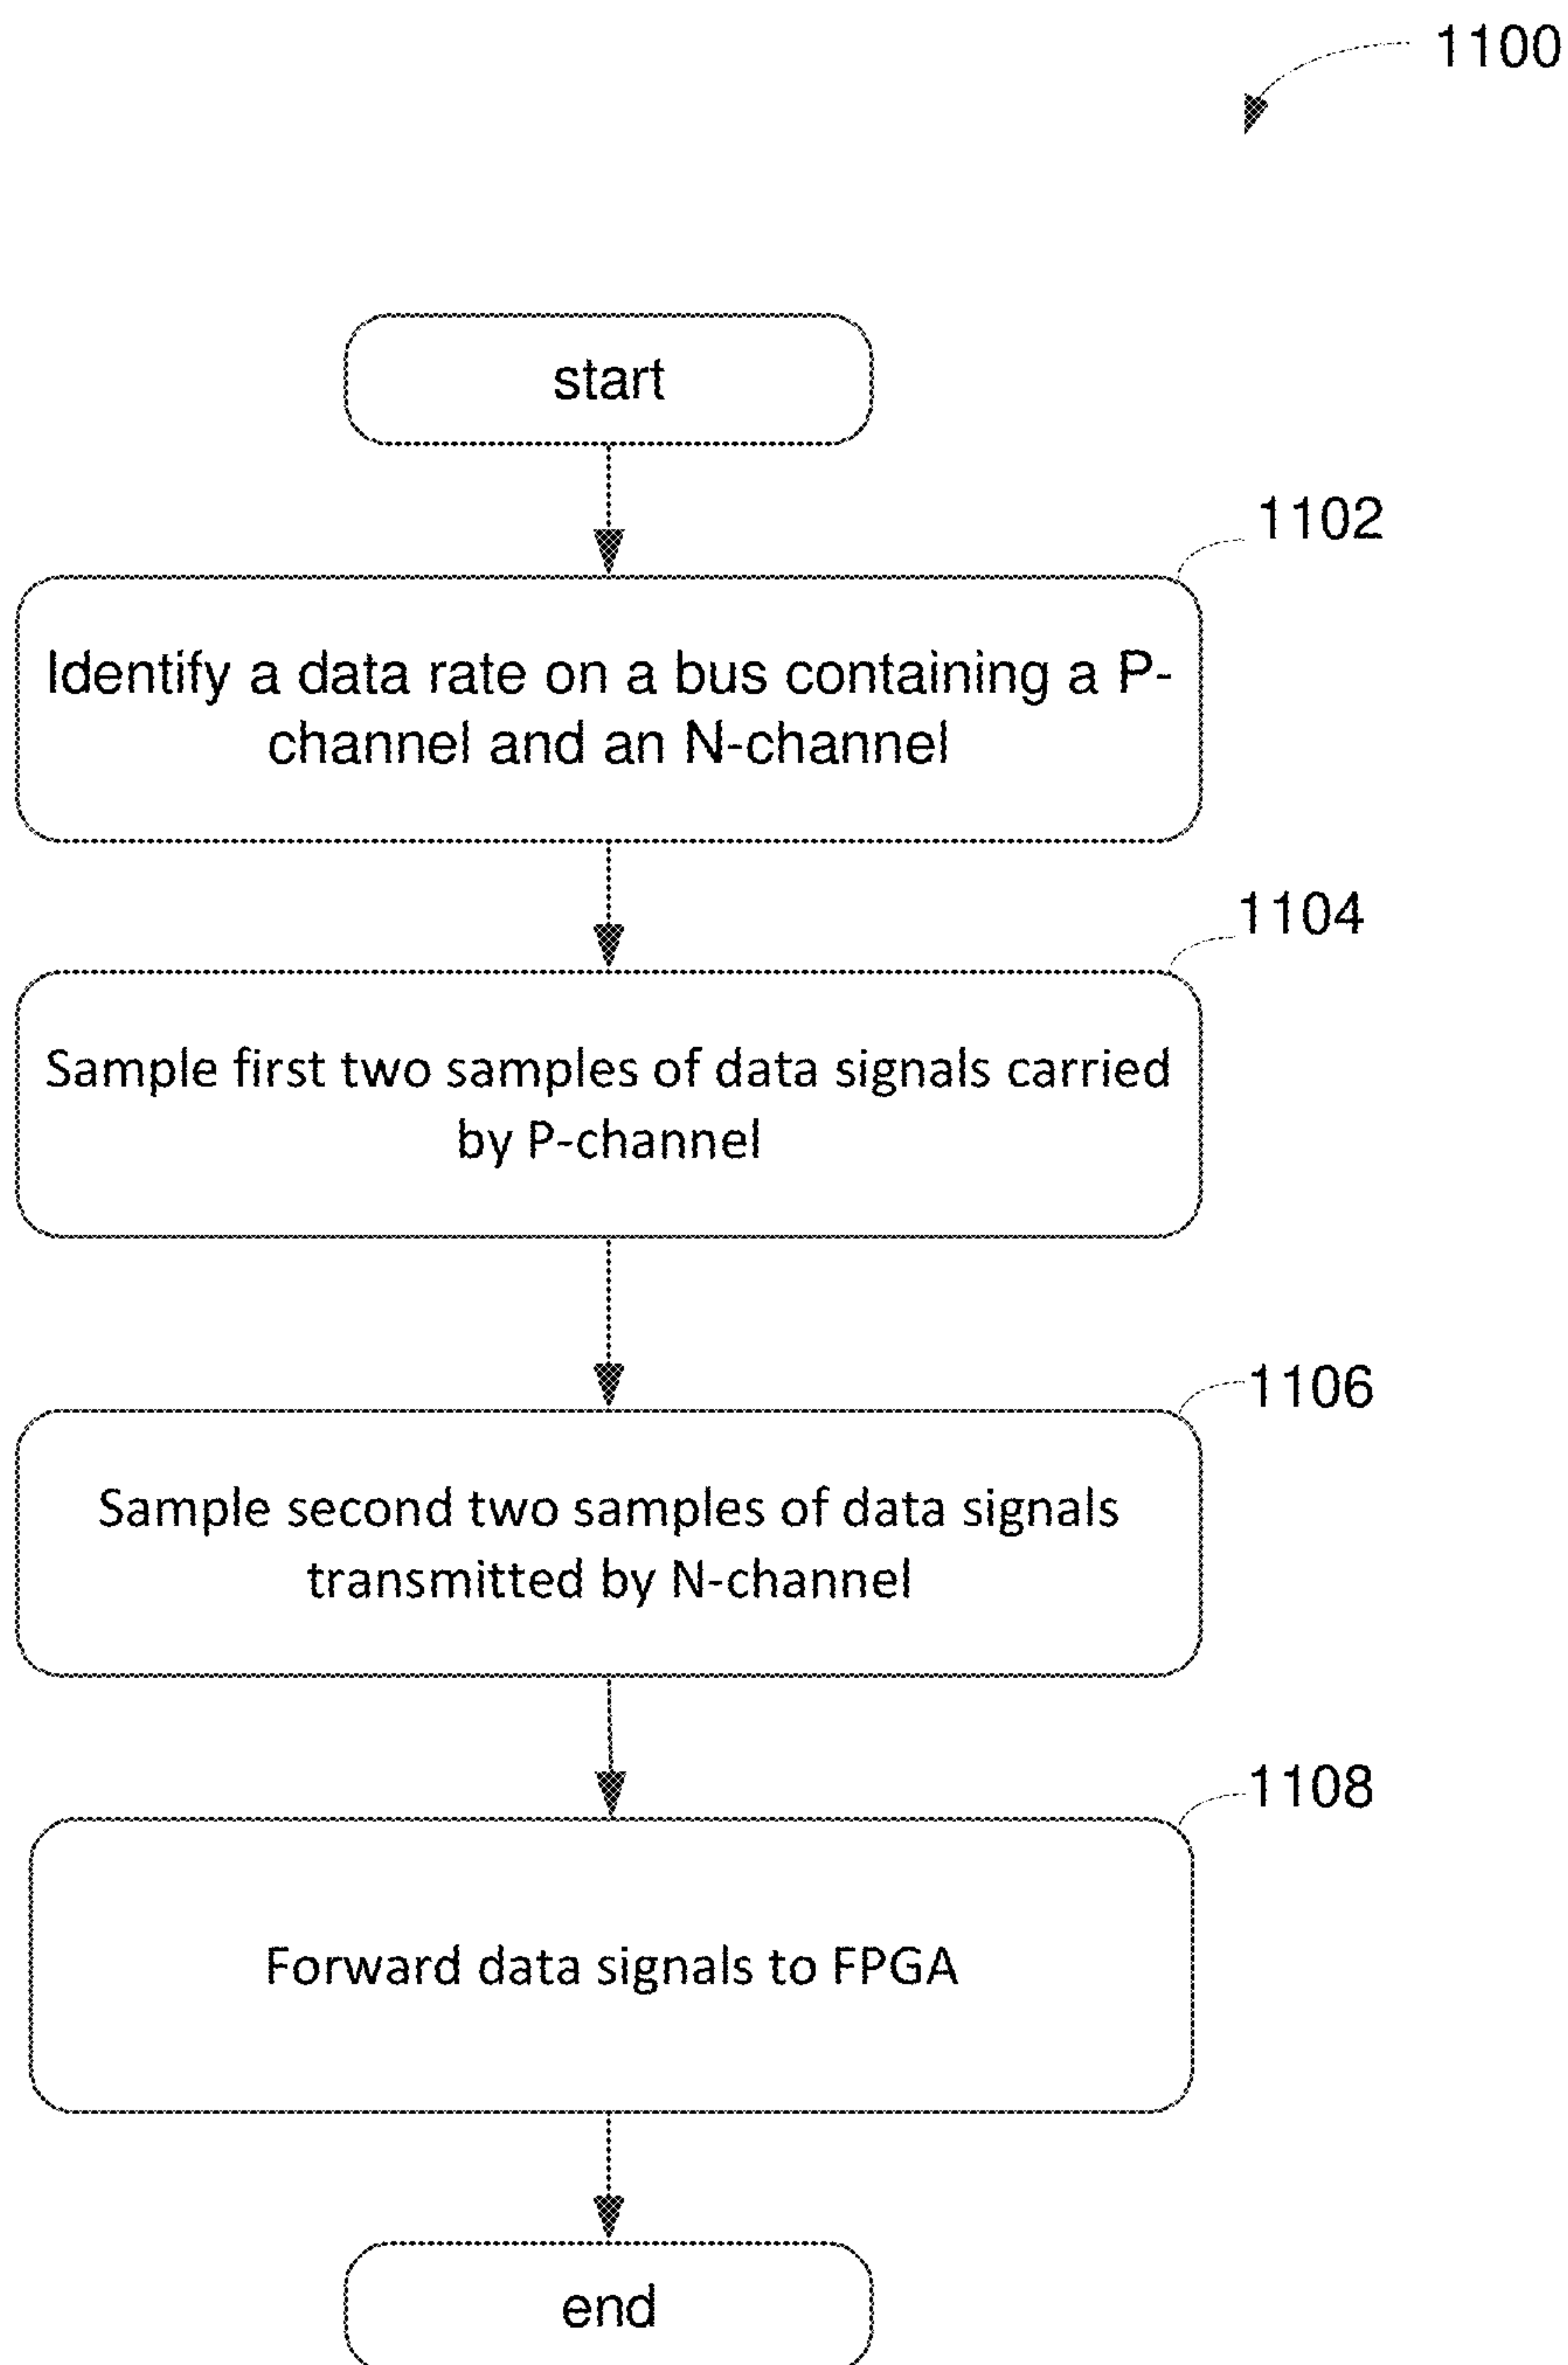 1100
start
1102
Identify a data rate on a bus containing a P-
channel and an N-channel
1104
Sample first two samples of data signals carried
by P-channel
1106
Sample second two samples of data signals
transmitted by N-channel
1108
Forward data signals to FPGA
end